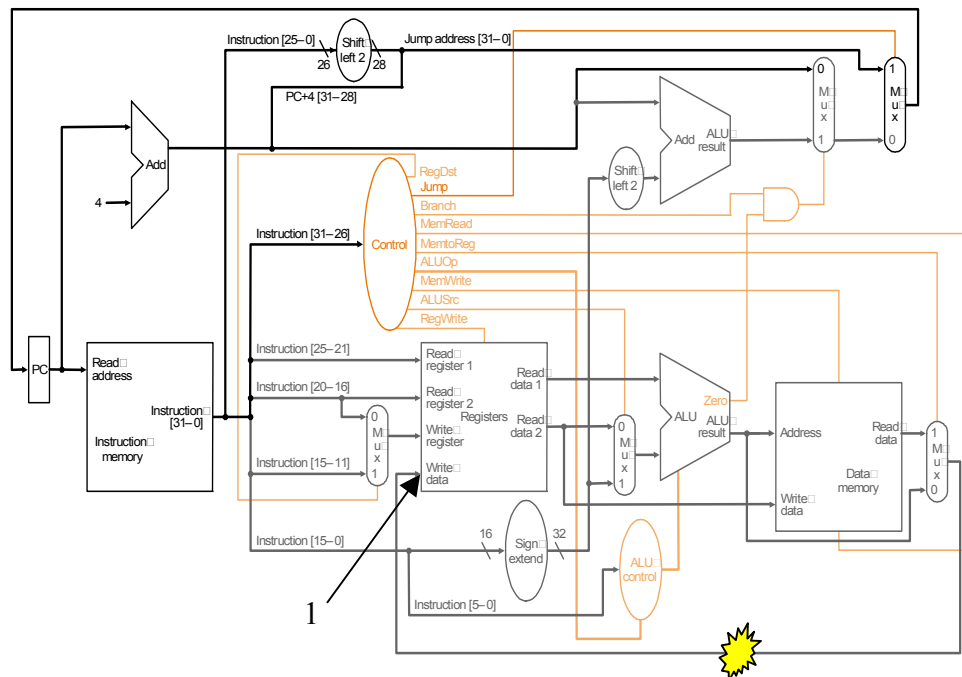 Instruction [25–0]
26
Shift
left 2
28
Jump address [31–0]
PC+4 [31–28]
0
M
u
x
1
1
M
u
x
0
Add
4
Add
ALU
result
Shift
left 2
RegDst
Jump
Branch
MemRead
MemtoReg
ALUOp
MemWrite
ALUSrc
RegWrite
Control
Instruction [31–26]
PC
Read
address
Instruction
[31–0]
Instruction
memory
Instruction [25–21]
Instruction [20–16]
Instruction [15–11]
0
M
u
x
1
Read
register 1
Read
register 2
Write
register
Write
data
Registers
Read
data 1
Read
data 2
0
M
u
x
1
Zero
ALU
ALU
result
Address
Write
data
Read
data
Data
memory
1
M
u
x
0
Instruction [15–0]
16
Sign
extend
32
ALU
control
Instruction [5–0]
1